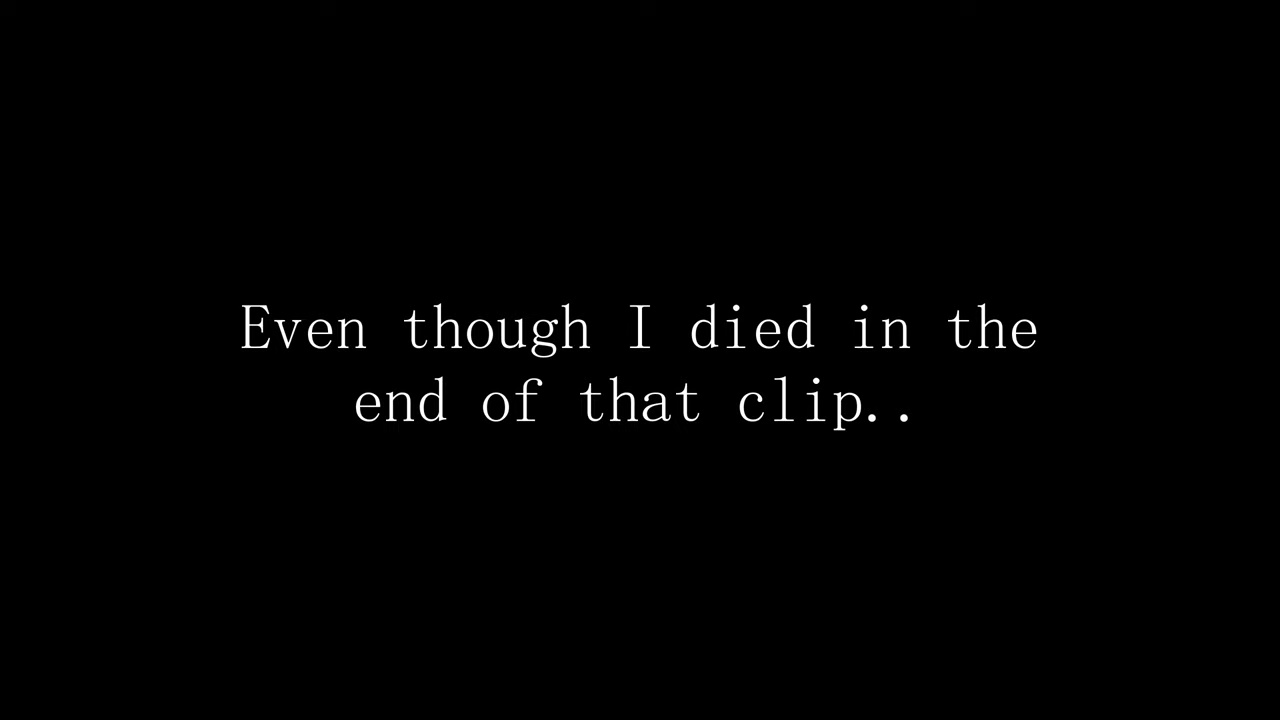 Even though I died in the
end of that clip..